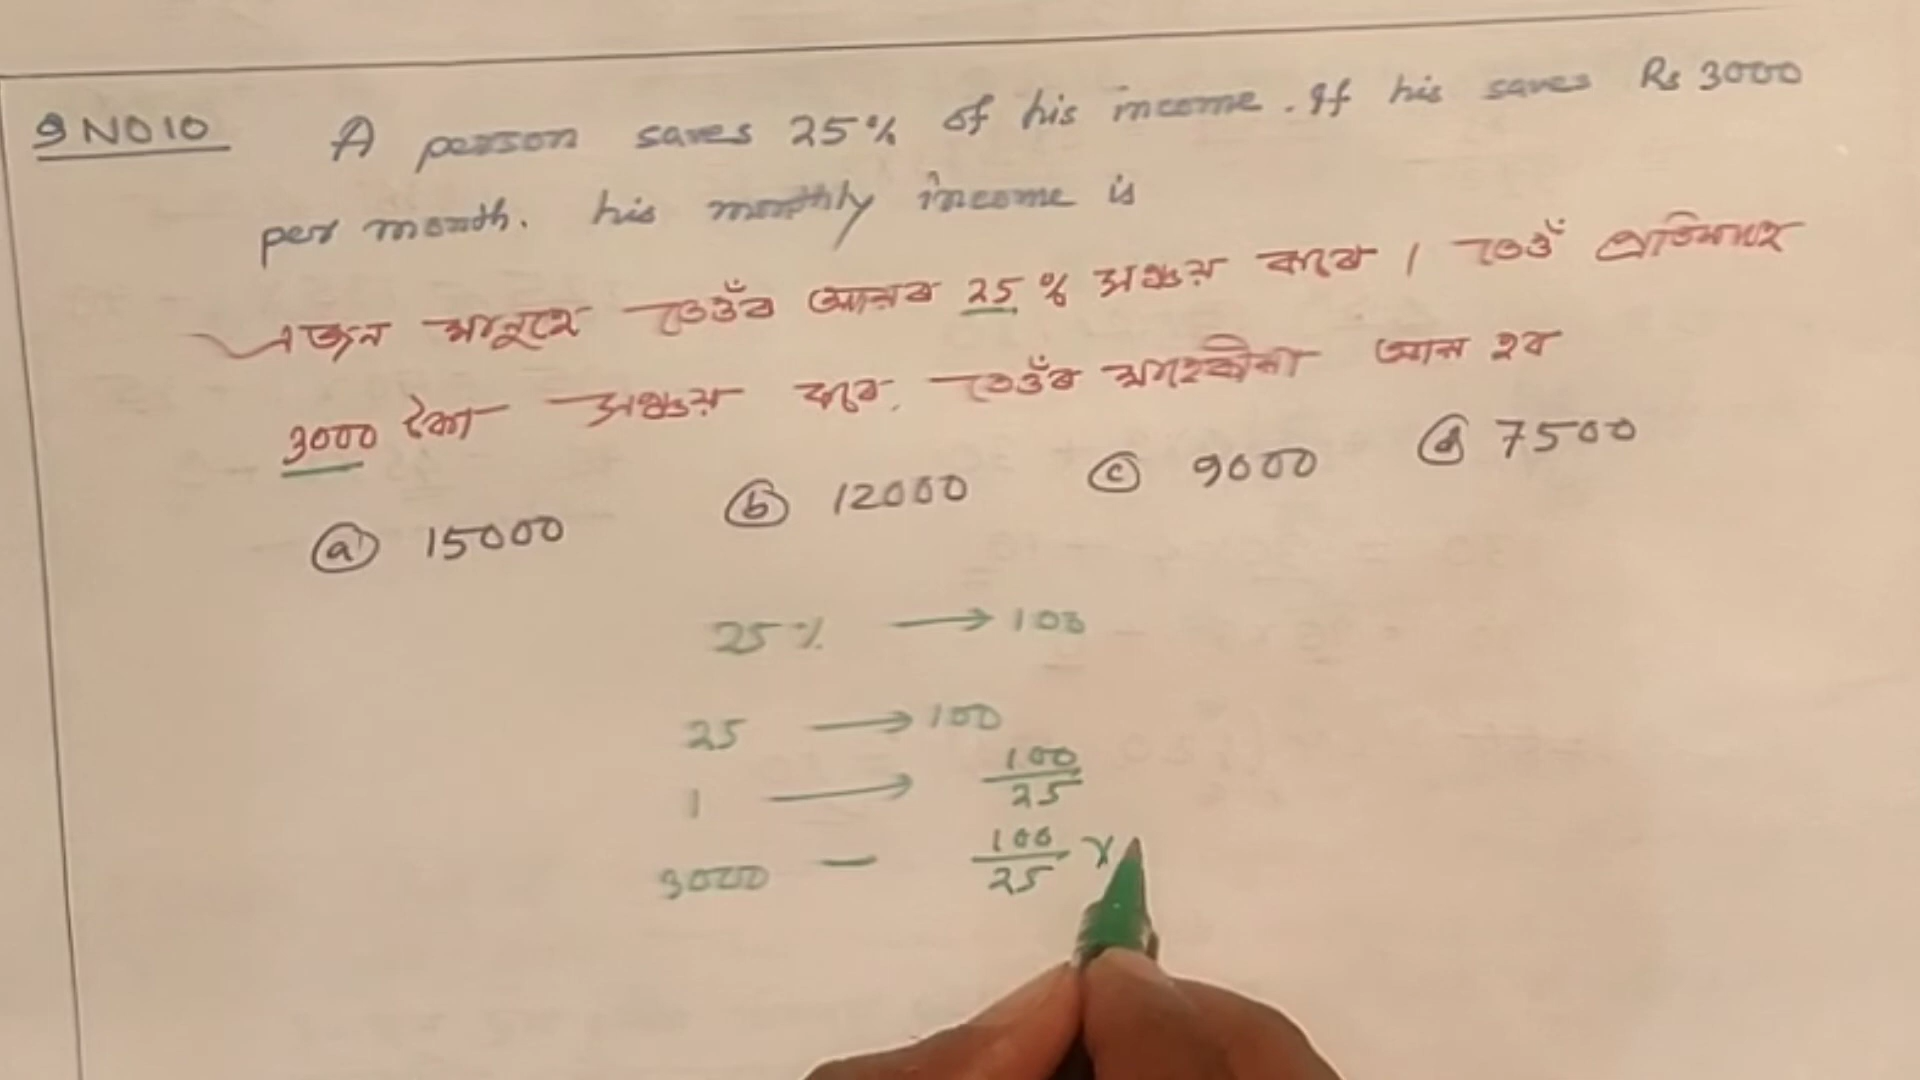 Q NO 10 A person saves 25% of his income. If his saves Rs 3000
per month. his monthly income is
এজন মানুহে তেওঁৰ আয়ৰ 25% সঞ্চয় কৰে। তেওঁ প্ৰতিমাহে
3000 কৈ সঞ্চয় কৰে. তেওঁৰ মাহেকীয়া আয় হব
(a) 15000 (b) 12000 (c) 9000 (d) 7500
25% → 100
25 → 100
1 → 100/25
3000 — 100/25 ×